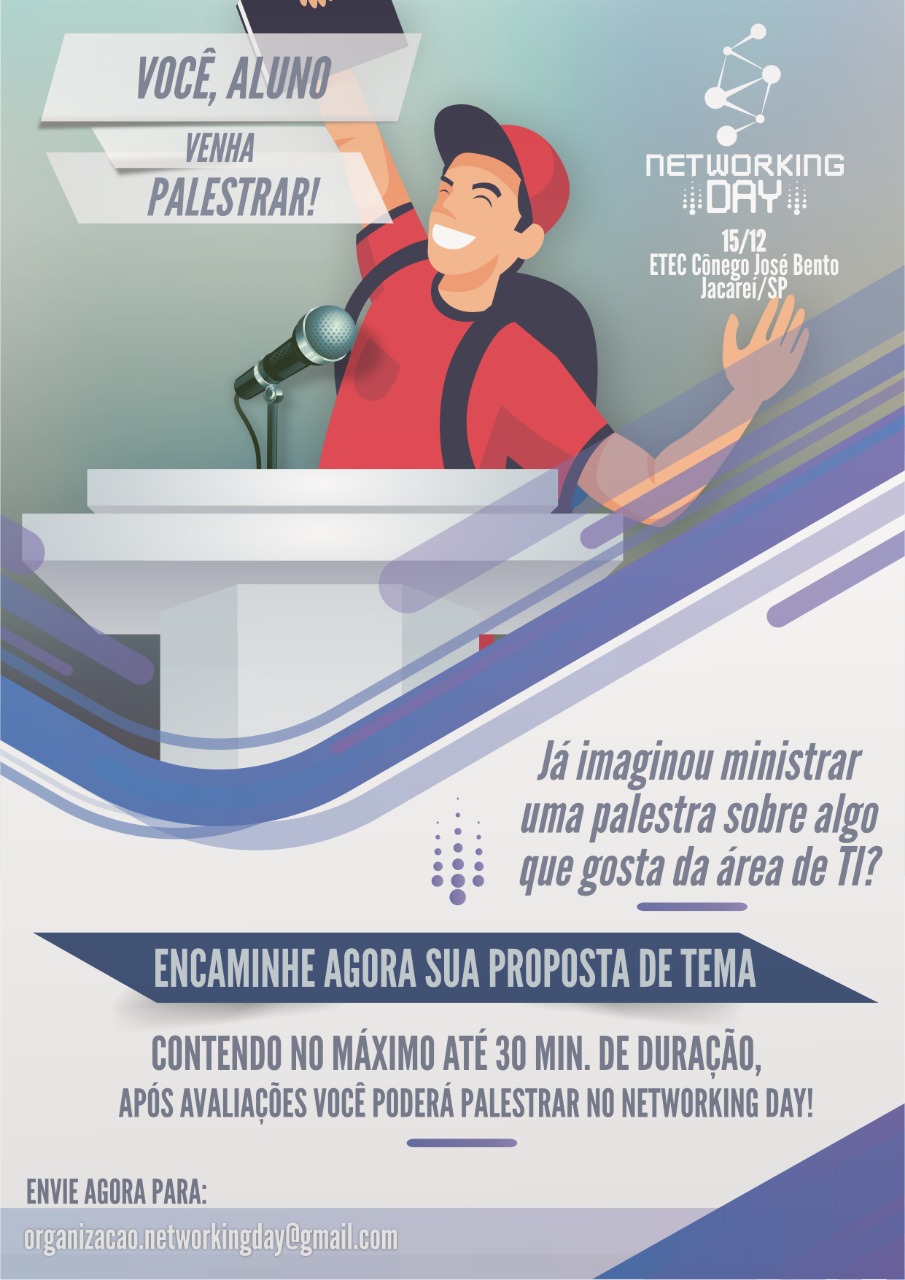 VOCÊ, ALUNO
VENHA
PALESTRAR!
NETWORKING
DAY
15/12
ETEC Cônego José Bento
Jacareí/SP
Já imaginou ministrar
uma palestra sobre algo
que gosta da área de TI?
ENCAMINHE AGORA SUA PROPOSTA DE TEMA
CONTENDO NO MÁXIMO ATÉ 30 MIN. DE DURAÇÃO,
APÓS AVALIAÇÕES VOCÊ PODERÁ PALESTRAR NO NETWORKING DAY!
ENVIE AGORA PARA:
organizacao.networkingday@gmail.com